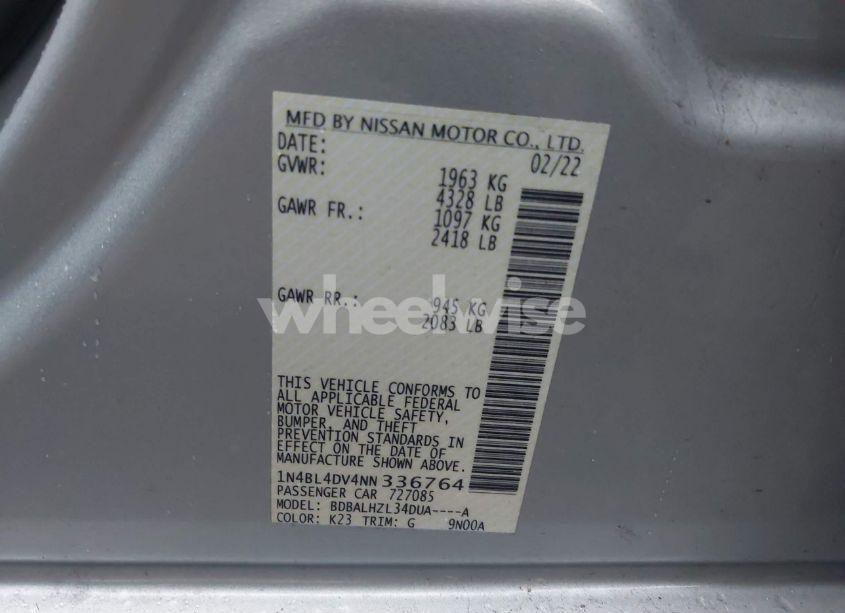 MFD BY NISSAN MOTOR CO., LTD.
DATE: 02/22
GVWR: 1963 KG
4328 LB
GAWR FR.: 1097 KG
2418 LB
GAWR RR.: 945 KG
2083 LB
wheelwise
THIS VEHICLE CONFORMS TO
ALL APPLICABLE FEDERAL
MOTOR VEHICLE SAFETY,
BUMPER, AND THEFT
PREVENTION STANDARDS IN
EFFECT ON THE DATE OF
MANUFACTURE SHOWN ABOVE.
1N4BL4DV4NN336764
PASSENGER CAR 727085
MODEL: BDBALHZL34DUA----A
COLOR: K23 TRIM: G 9N00A